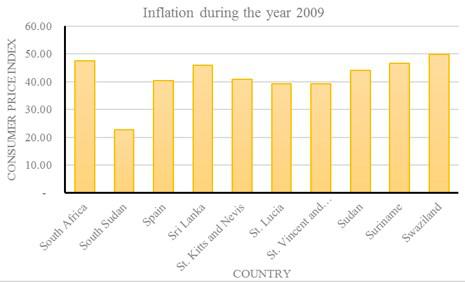 Inflation during the year 2009
CONSUMER PRICE INDEX
60.00
50.00
40.00
30.00
20.00
10.00
-
South Africa
South Sudan
Spain
Sri Lanka
St. Kitts and Nevis
St. Lucia
St. Vincent and...
Sudan
Suriname
Swaziland
COUNTRY